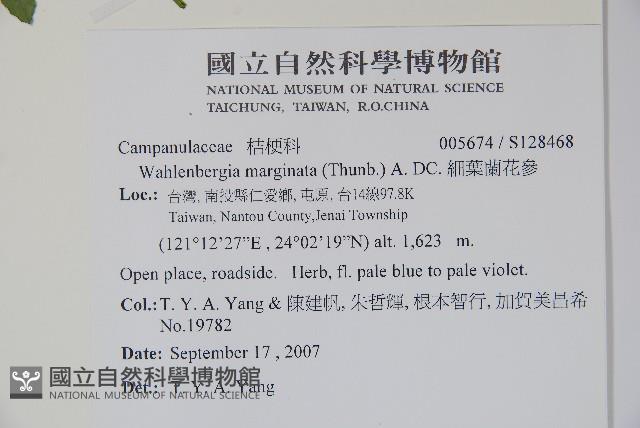 國立自然科學博物館
NATIONAL MUSEUM OF NATURAL SCIENCE
TAICHUNG, TAIWAN, R.O.CHINA
Campanulaceae 桔梗科 005674 / S128468
Wahlenbergia marginata (Thunb.) A. DC. 細葉蘭花參
Loc.: 台灣, 南投縣仁愛鄉, 屯原, 台14線97.8K
Taiwan, Nantou County,Jenai Township
(121°12'27"E , 24°02'19"N) alt. 1,623 m.
Open place, roadside. Herb, fl. pale blue to pale violet.
Col.: T. Y. A. Yang & 陳建帆, 朱哲輝, 根本智行, 加賀美昌希
No.19782
Date: September 17 , 2007
Det.: T. Y. A. Yang
國立自然科學博物館
NATIONAL MUSEUM OF NATURAL SCIENCE